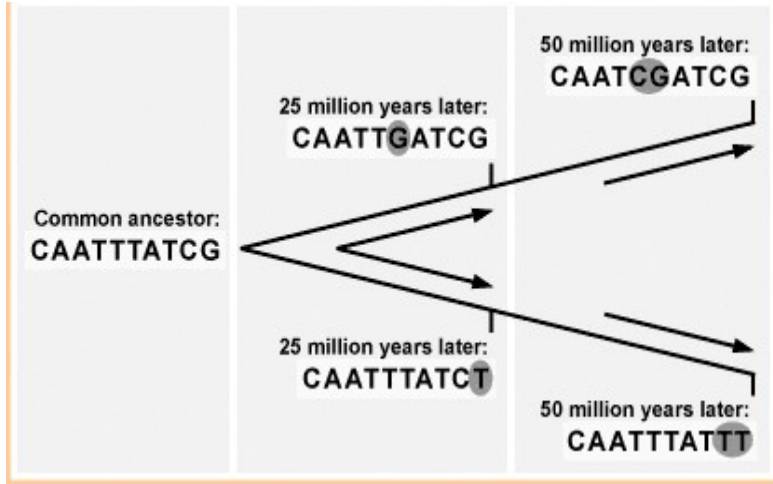 Common ancestor:
CAATTTATCG
25 million years later:
CAATTGATCG
25 million years later:
CAATTTATCT
50 million years later:
CAATCGATCG
50 million years later:
CAATTTATTT